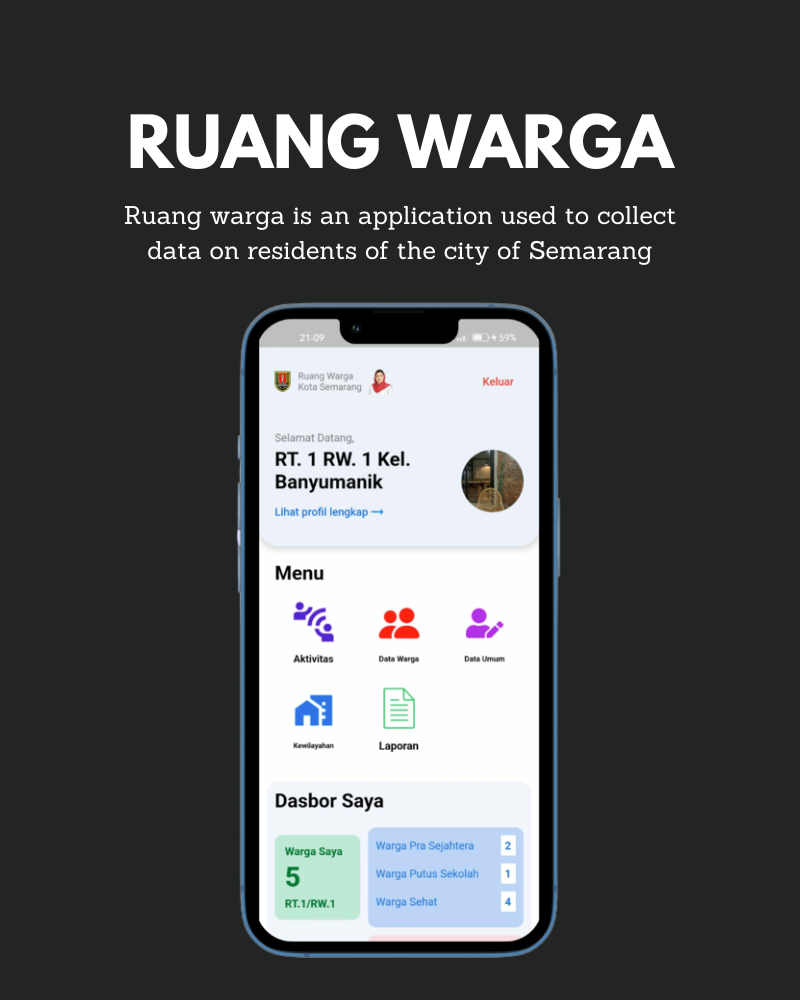 RUANG WARGA
Ruang warga is an application used to collect
data on residents of the city of Semarang
21:09
59%
Ruang Warga
Kota Semarang
Keluar
Selamat Datang,
RT. 1 RW. 1 Kel.
Banyumanik
Lihat profil lengkap →
Menu
Aktivitas
Data Warga
Data Umum
Kewilayahan
Laporan
Dasbor Saya
Warga Saya
5
RT.1/RW.1
Warga Pra Sejahtera 2
Warga Putus Sekolah 1
Warga Sehat 4